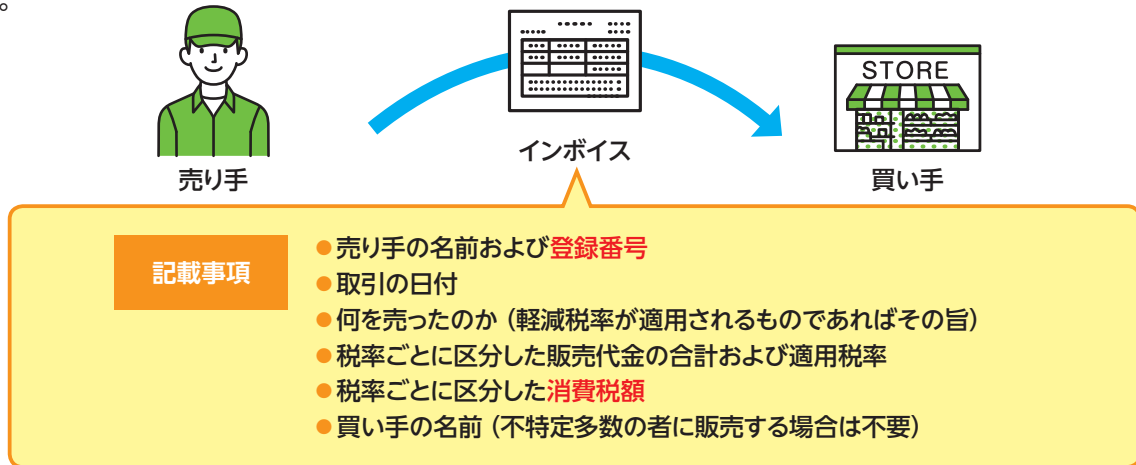 。
STORE
インボイス
売り手
買い手
記載事項
●売り手の名前および登録番号
●取引の日付
●何を売ったのか（軽減税率が適用されるものであればその旨）
●税率ごとに区分した販売代金の合計および適用税率
●税率ごとに区分した消費税額
●買い手の名前（不特定多数の者に販売する場合は不要）